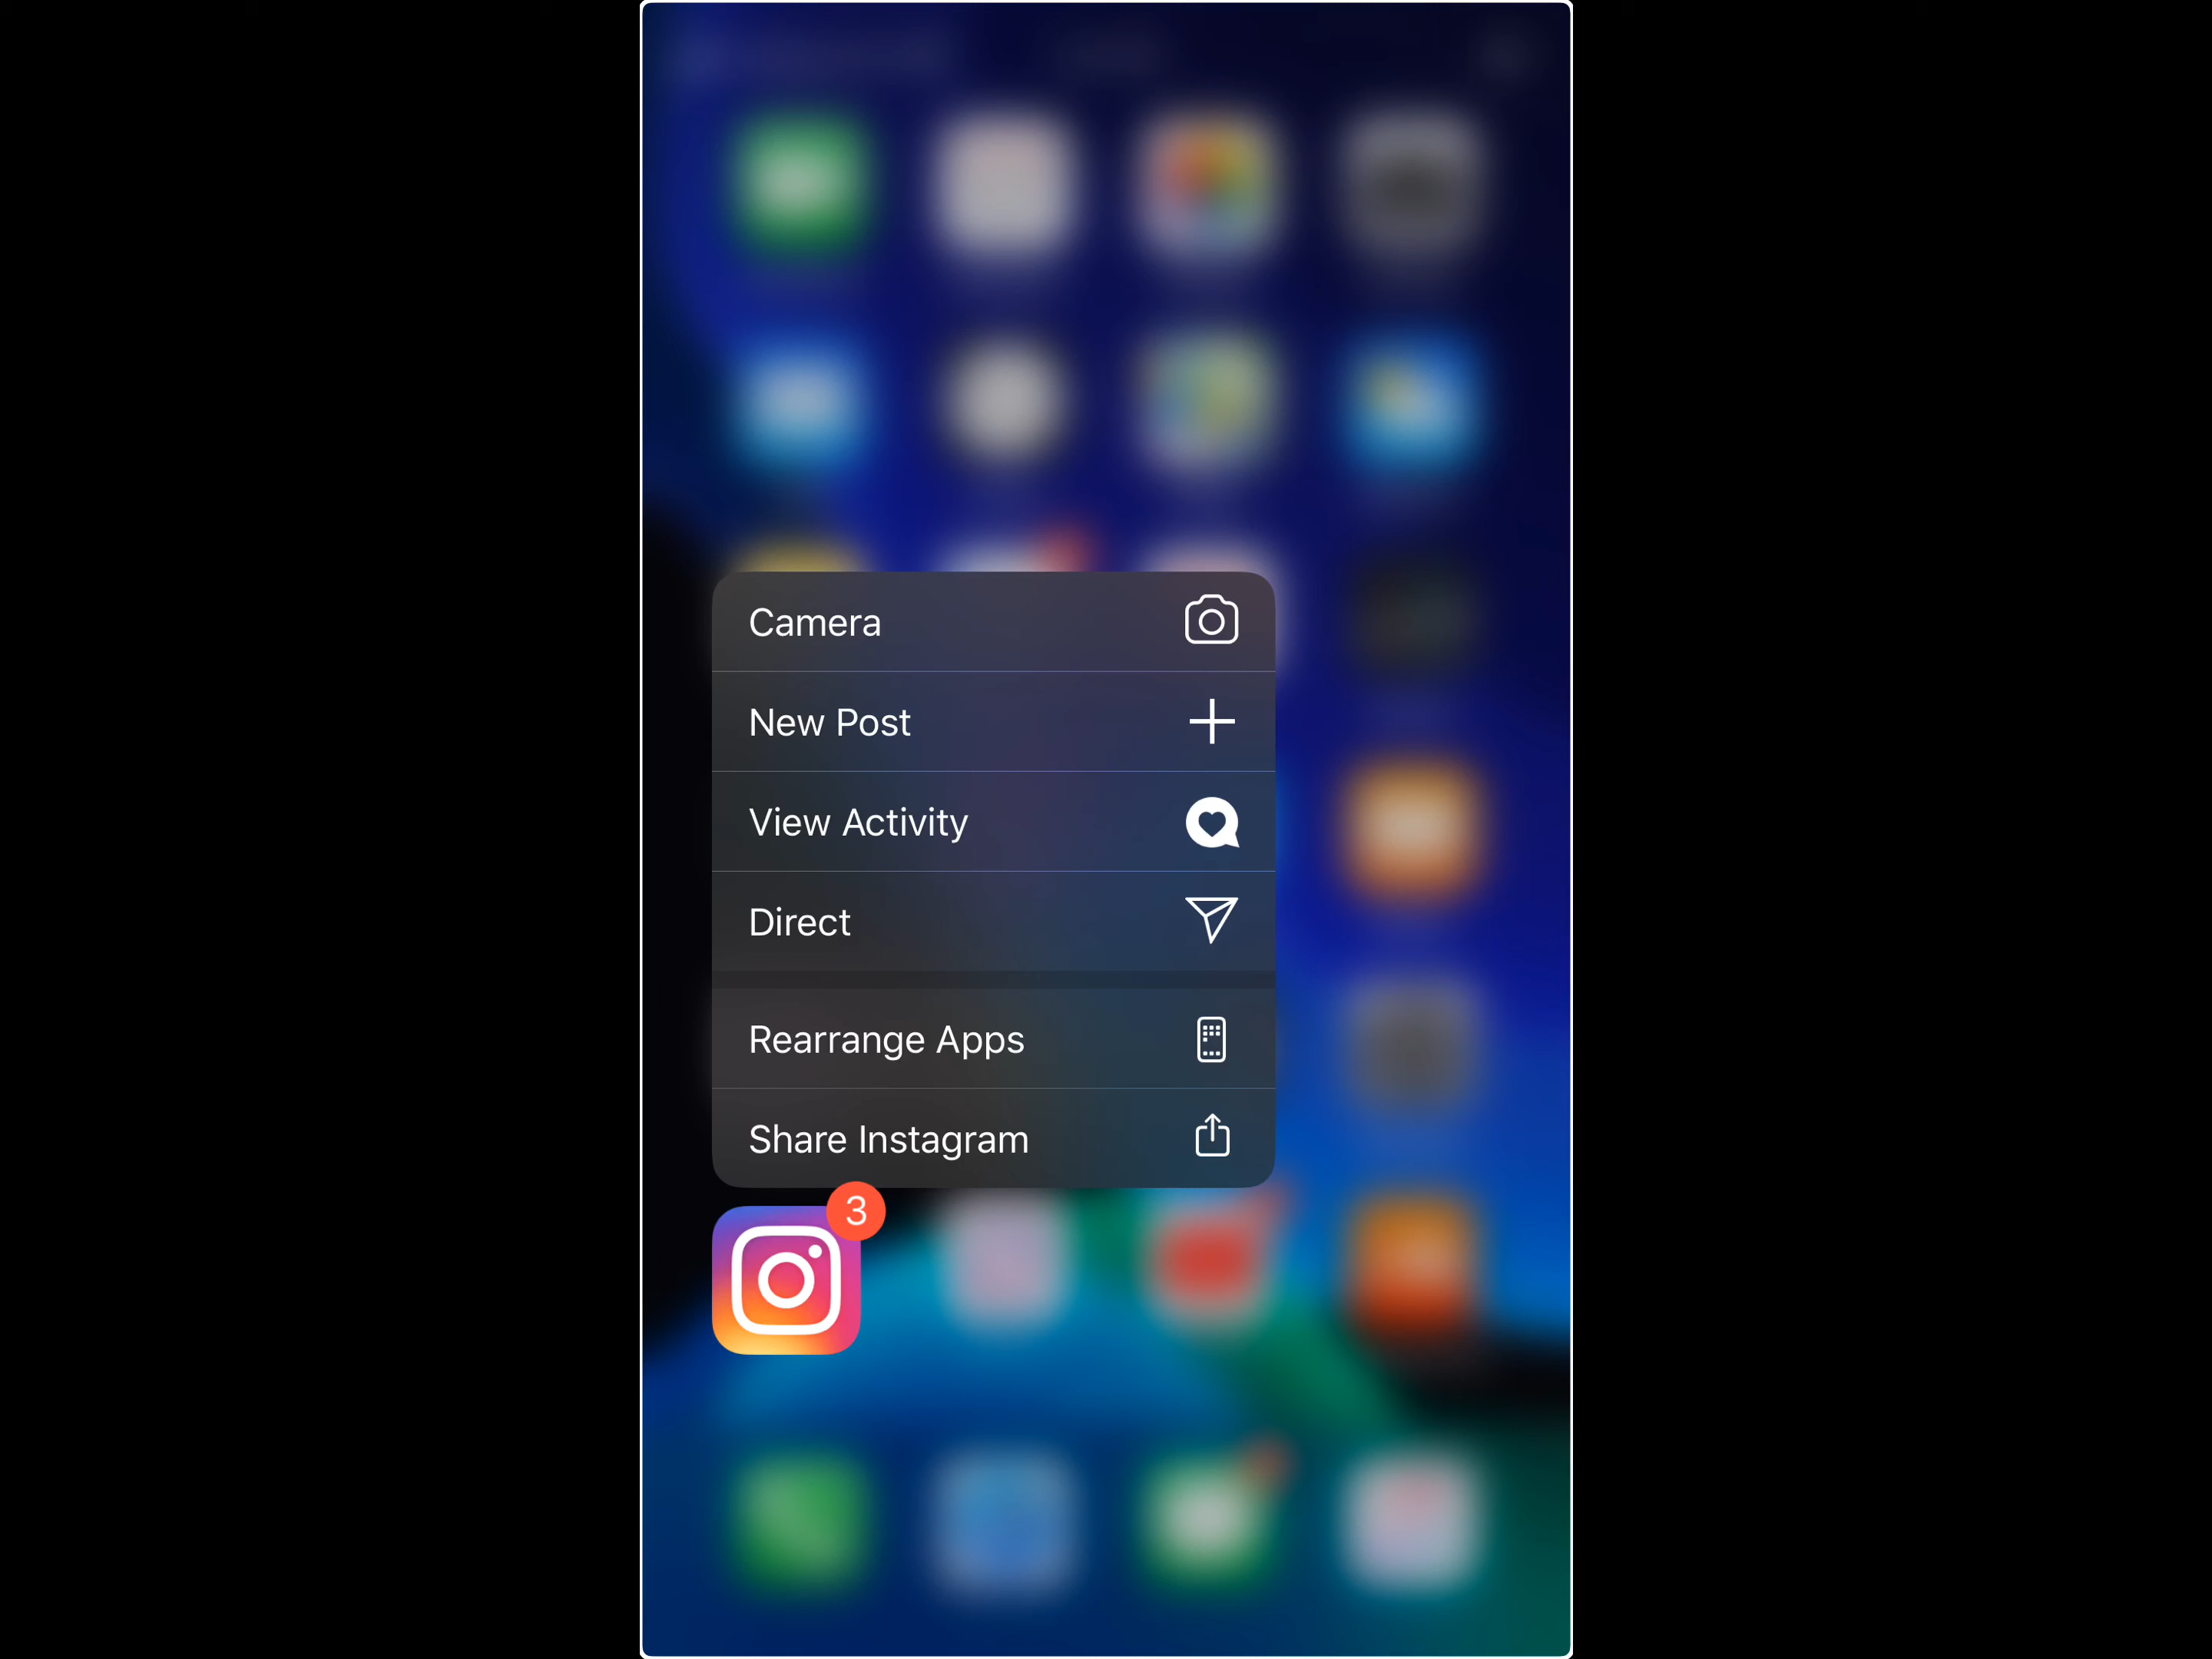 Camera
New Post
View Activity
Direct
Rearrange Apps
Share Instagram
3